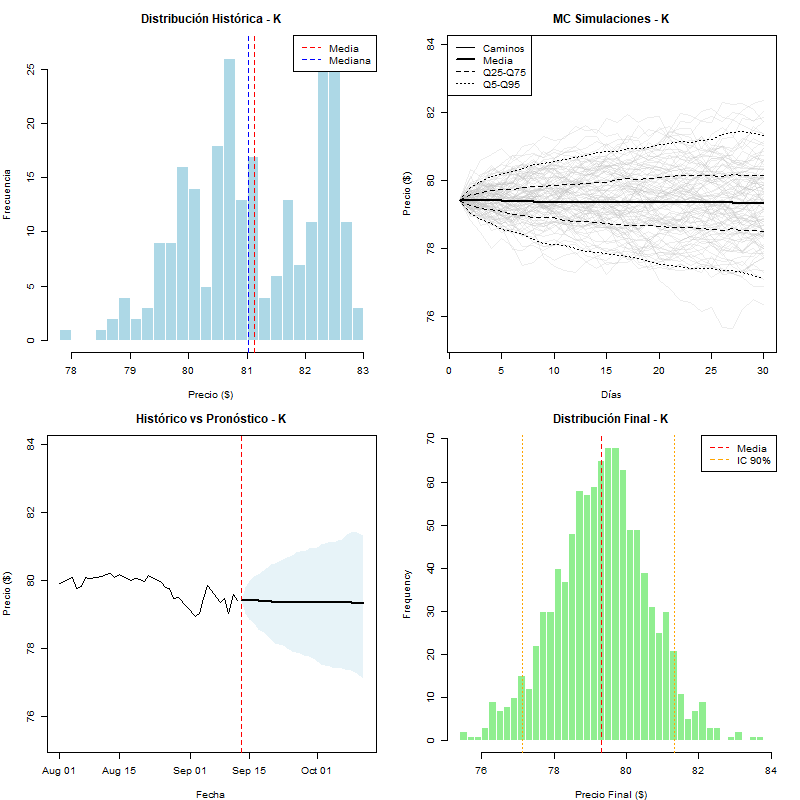 Distribución Histórica - K
Media
Mediana
Frecuencia
0
5
10
15
20
25
78
79
80
81
82
83
Precio ($)
MC Simulaciones - K
Caminos
Media
Q25-Q75
Q5-Q95
Precio ($)
76
78
80
82
84
0
5
10
15
20
25
30
Días
Histórico vs Pronóstico - K
Precio ($)
76
78
80
82
84
Aug 01
Aug 15
Sep 01
Sep 15
Oct 01
Fecha
Distribución Final - K
Media
IC 90%
Frequency
0
10
20
30
40
50
60
70
76
78
80
82
84
Precio Final ($)